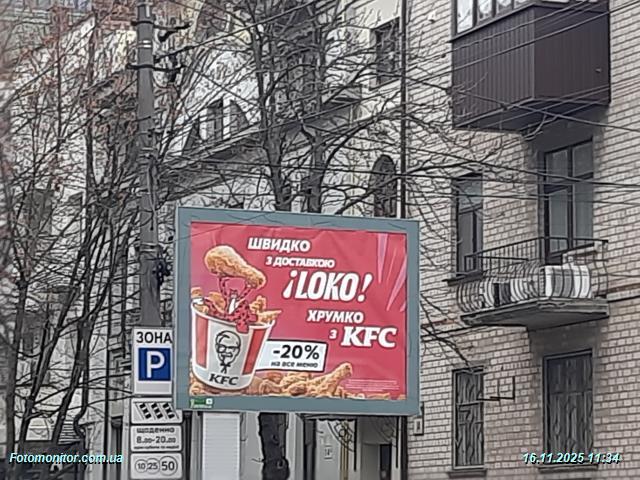 ШВИДКО
З ДОСТАВКОЮ
¡LOKO!
ХРУМКО
З KFC
-20%
НА ВСЕ МЕНЮ
KFC
ЗОНА
P
щоденно
8.00-20.00
10 25 50
Fotomonitor.com.ua
16.11.2025 11:34